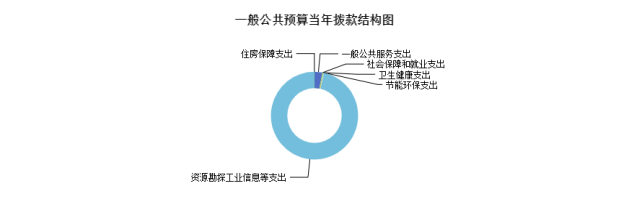 一般公共预算当年拨款结构图
住房保障支出
一般公共服务支出
社会保障和就业支出
卫生健康支出
节能环保支出
资源勘探工业信息等支出